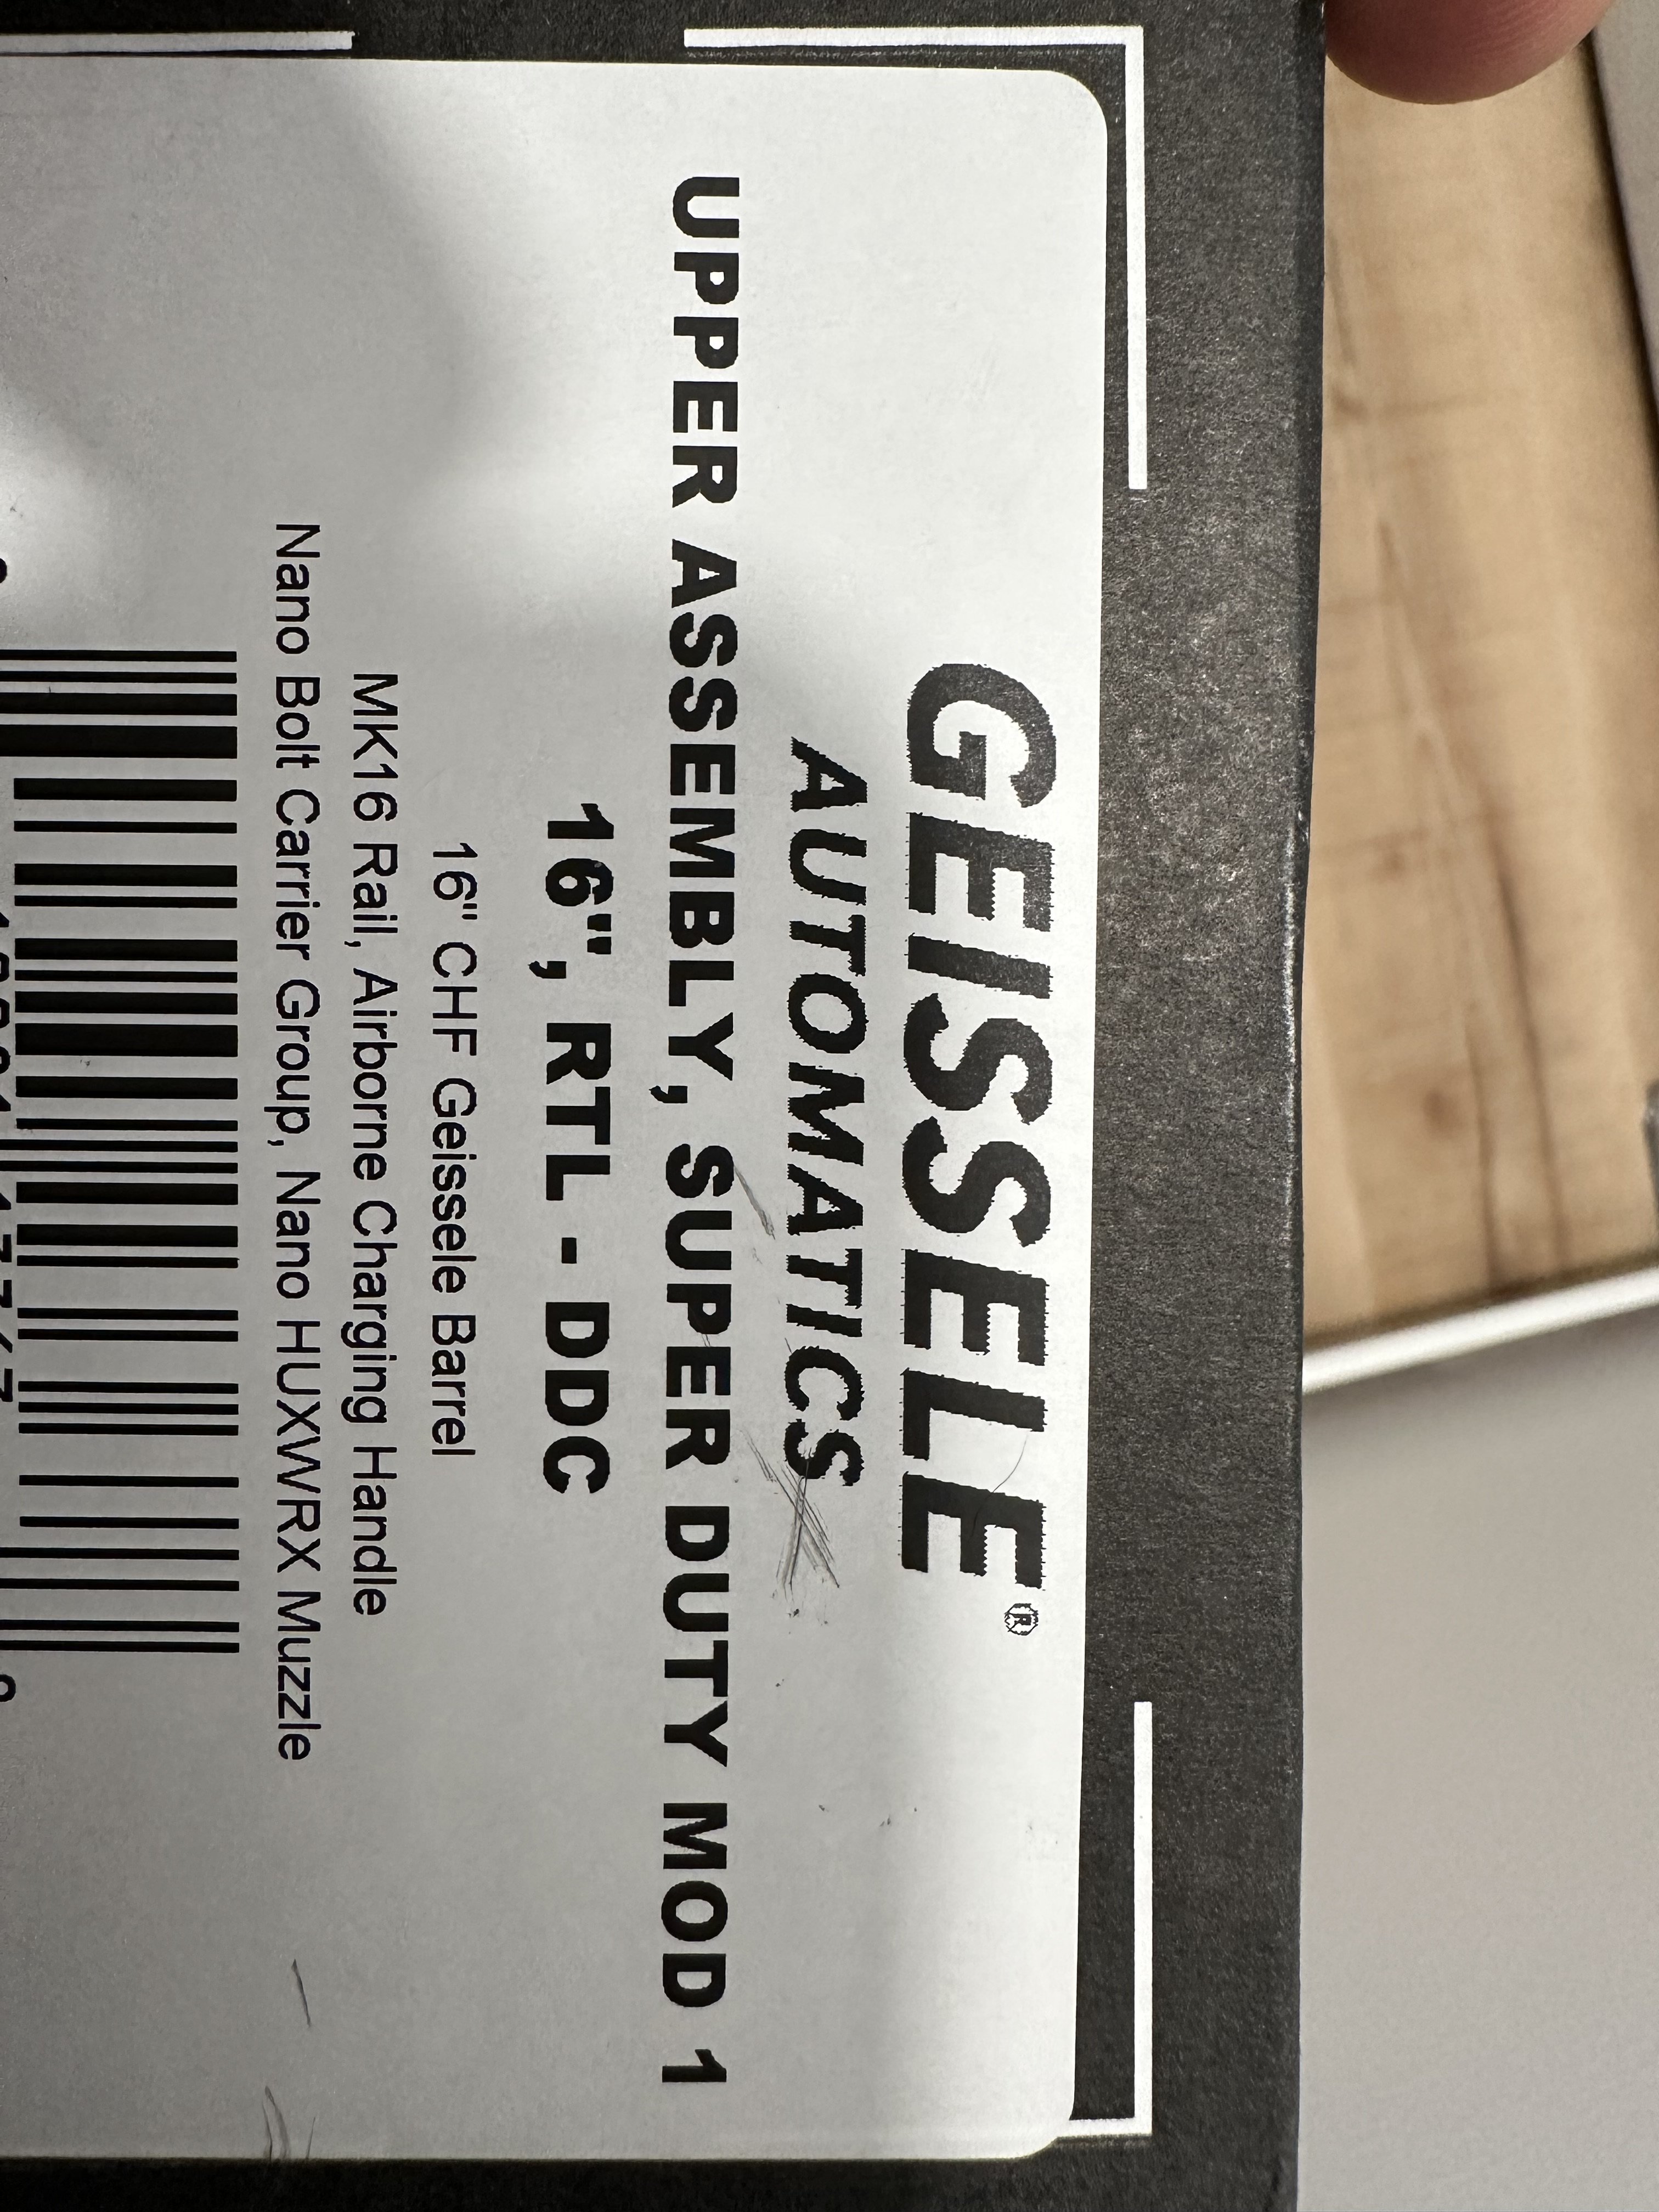 GEISSELE®
AUTOMATICS
UPPER ASSEMBLY, SUPER DUTY MOD 1
16", RTL - DDC
16" CHF Geissele Barrel
MK16 Rail, Airborne Charging Handle
Nano Bolt Carrier Group, Nano HUXWRX Muzzle